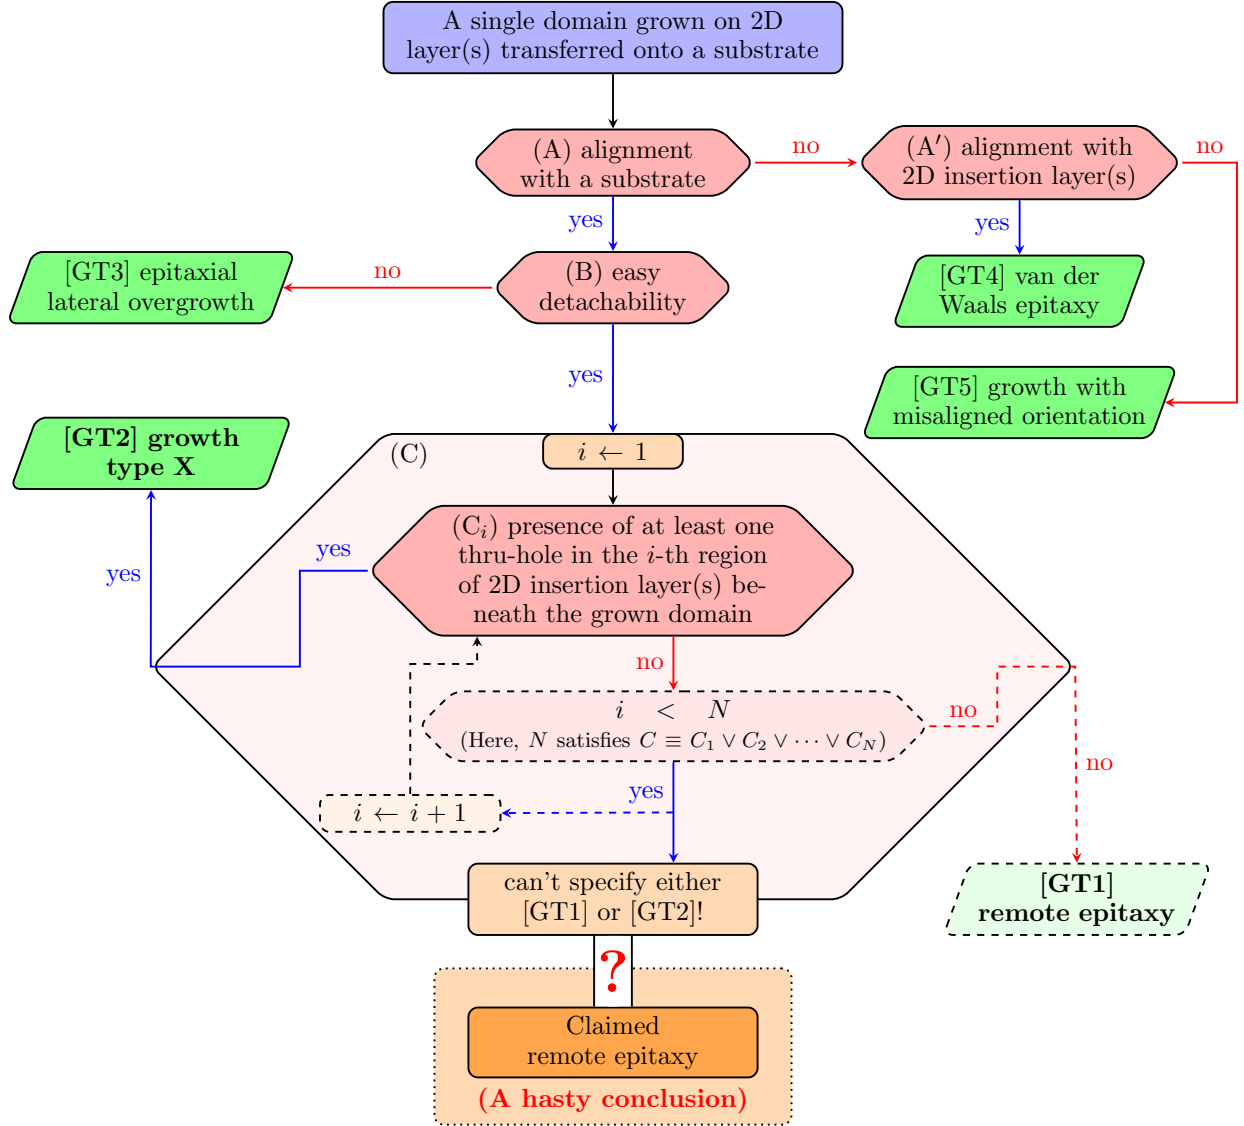 A single domain grown on 2D
layer(s) transferred onto a substrate
(A) alignment
with a substrate
no
(A′) alignment with
2D insertion layer(s)
no
yes
yes
[GT3] epitaxial
lateral overgrowth
no
(B) easy
detachability
[GT4] van der
Waals epitaxy
yes
[GT5] growth with
misaligned orientation
[GT2] growth
type X
(C)
i ← 1
yes
yes
(Cᵢ) presence of at least one
thru-hole in the i-th region
of 2D insertion layer(s) be-
neath the grown domain
no
i < N
(Here, N satisfies C ≡ C₁ ∨ C₂ ∨ ⋯ ∨ C_N)
no
no
yes
i ← i + 1
can't specify either
[GT1] or [GT2]!
[GT1]
remote epitaxy
?
Claimed
remote epitaxy
(A hasty conclusion)